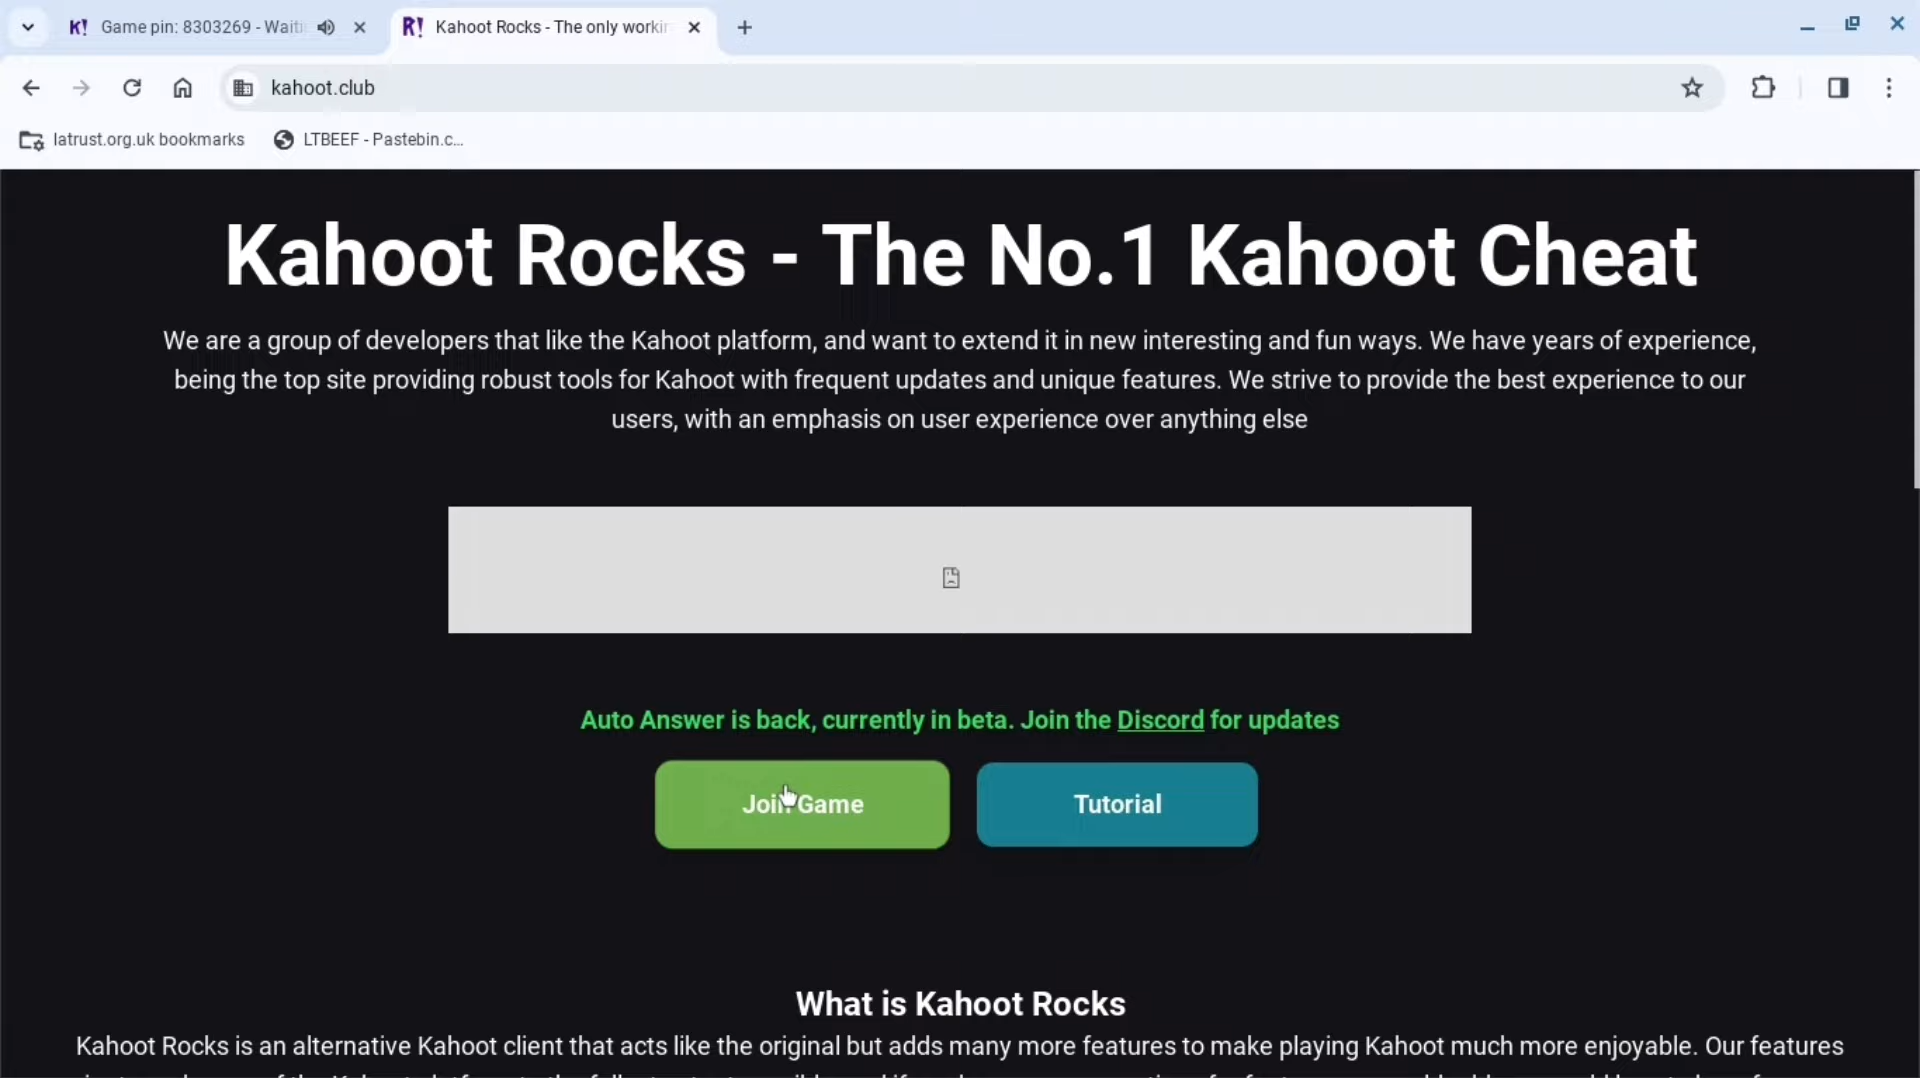 K! Game pin: 8303269 - Waiti
R! Kahoot Rocks - The only workin
kahoot.club
latrust.org.uk bookmarks
LTBEEF - Pastebin.c...
Kahoot Rocks - The No.1 Kahoot Cheat
We are a group of developers that like the Kahoot platform, and want to extend it in new interesting and fun ways. We have years of experience,
being the top site providing robust tools for Kahoot with frequent updates and unique features. We strive to provide the best experience to our
users, with an emphasis on user experience over anything else
Auto Answer is back, currently in beta. Join the Discord for updates
Join Game
Tutorial
What is Kahoot Rocks
Kahoot Rocks is an alternative Kahoot client that acts like the original but adds many more features to make playing Kahoot much more enjoyable. Our features